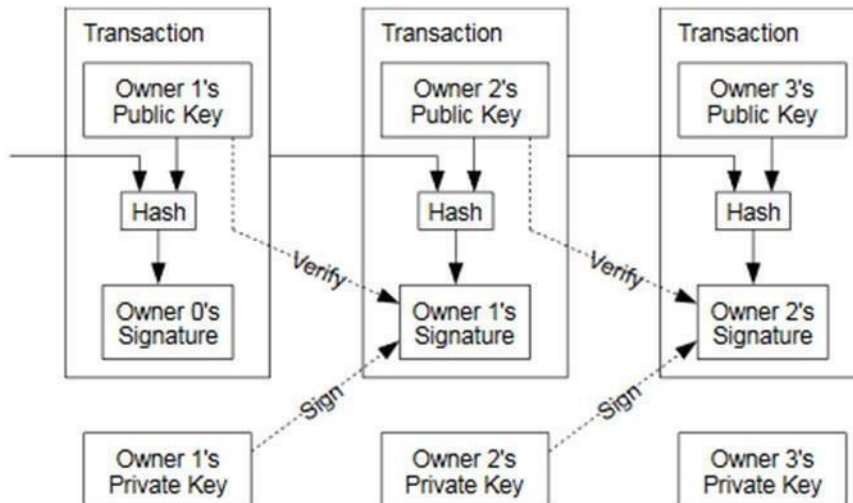 Transaction
Transaction
Transaction
Owner 1's
Public Key
Owner 2's
Public Key
Owner 3's
Public Key
Hash
Hash
Hash
Verify
Verify
Owner 0's
Signature
Owner 1's
Signature
Owner 2's
Signature
Sign
Sign
Owner 1's
Private Key
Owner 2's
Private Key
Owner 3's
Private Key